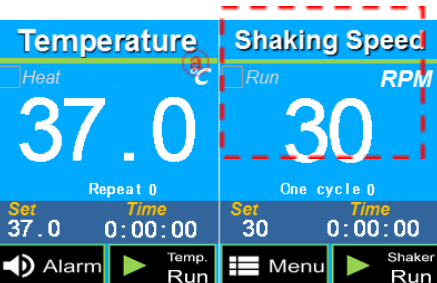 Temperature Shaking Speed
Heat ℃ Run RPM
37.0 30
Repeat 0 One cycle 0
Set Time Set Time
37.0 0:00:00 30 0:00:00
Alarm Temp. Run Menu Shaker Run